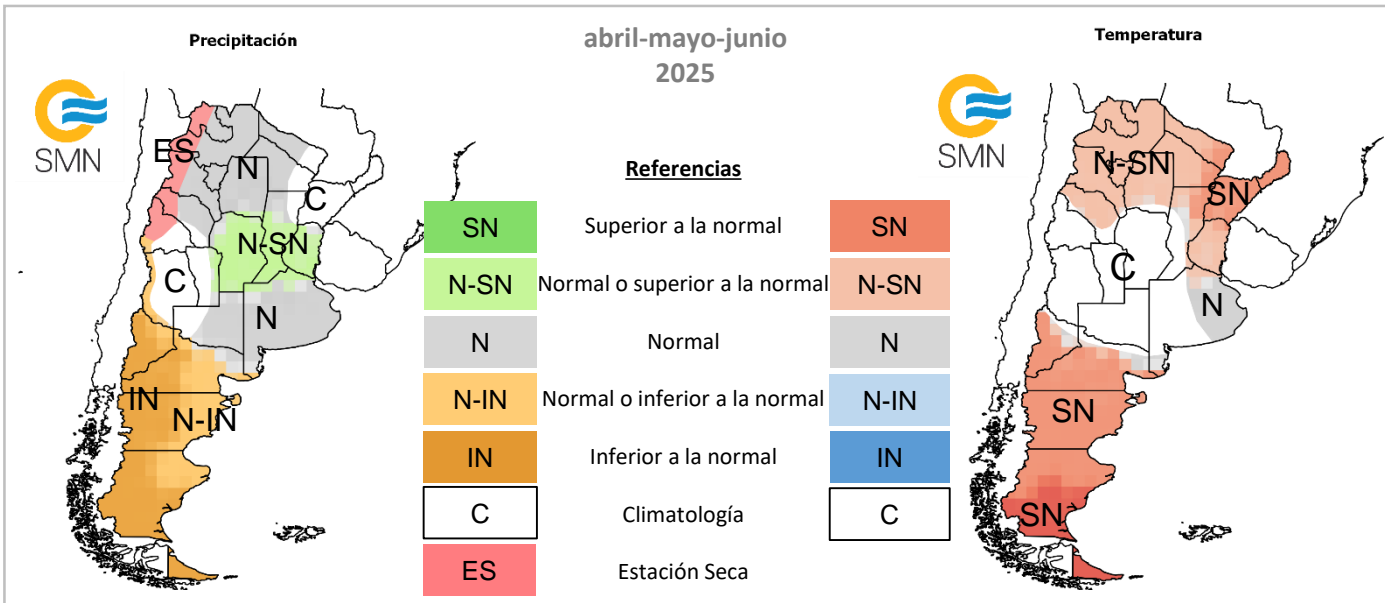 Precipitación
abril-mayo-junio
2025
Temperatura
SMN
ES
N
C
N-SN
C
N
IN
N-IN
Referencias
SN
Superior a la normal
SN
N-SN
Normal o superior a la normal
N-SN
N
Normal
N
N-IN
Normal o inferior a la normal
N-IN
IN
Inferior a la normal
IN
C
Climatología
C
ES
Estación Seca
SMN
N-SN
SN
C
N
SN
SN